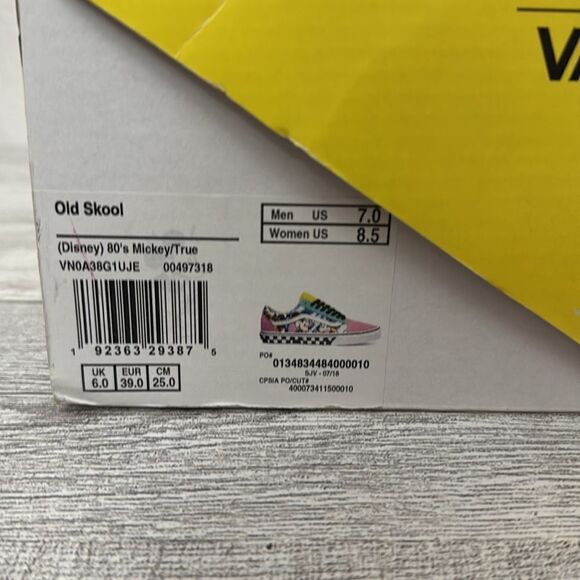 VA
Old Skool
Men US 7.0
Women US 8.5
(Disney) 80's Mickey/True
VN0A38G1UJE 00497318
1 92363 29387 5
UK EUR CM
6.0 39.0 25.0
PO#
0134834484000010
SJV - 07/18
CPSIA PO/CUT#
400073411500010